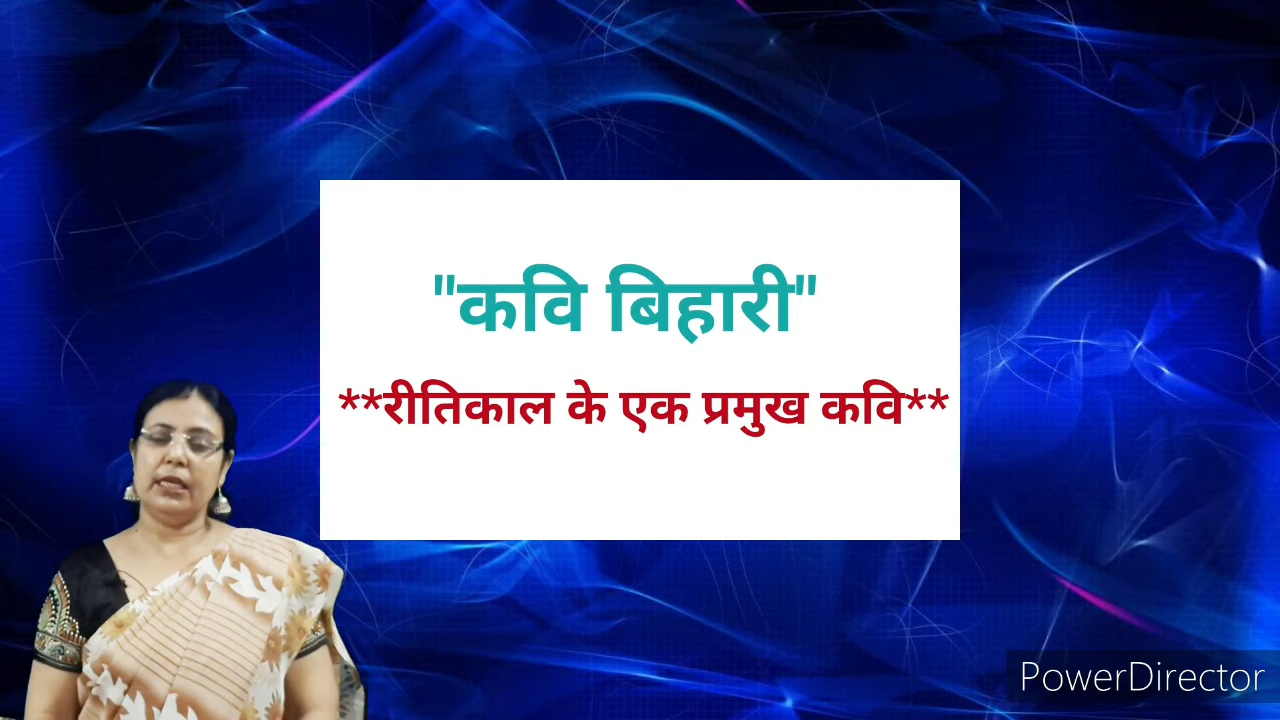 "कवि बिहारी"
**रीतिकाल के एक प्रमुख कवि**
PowerDirector